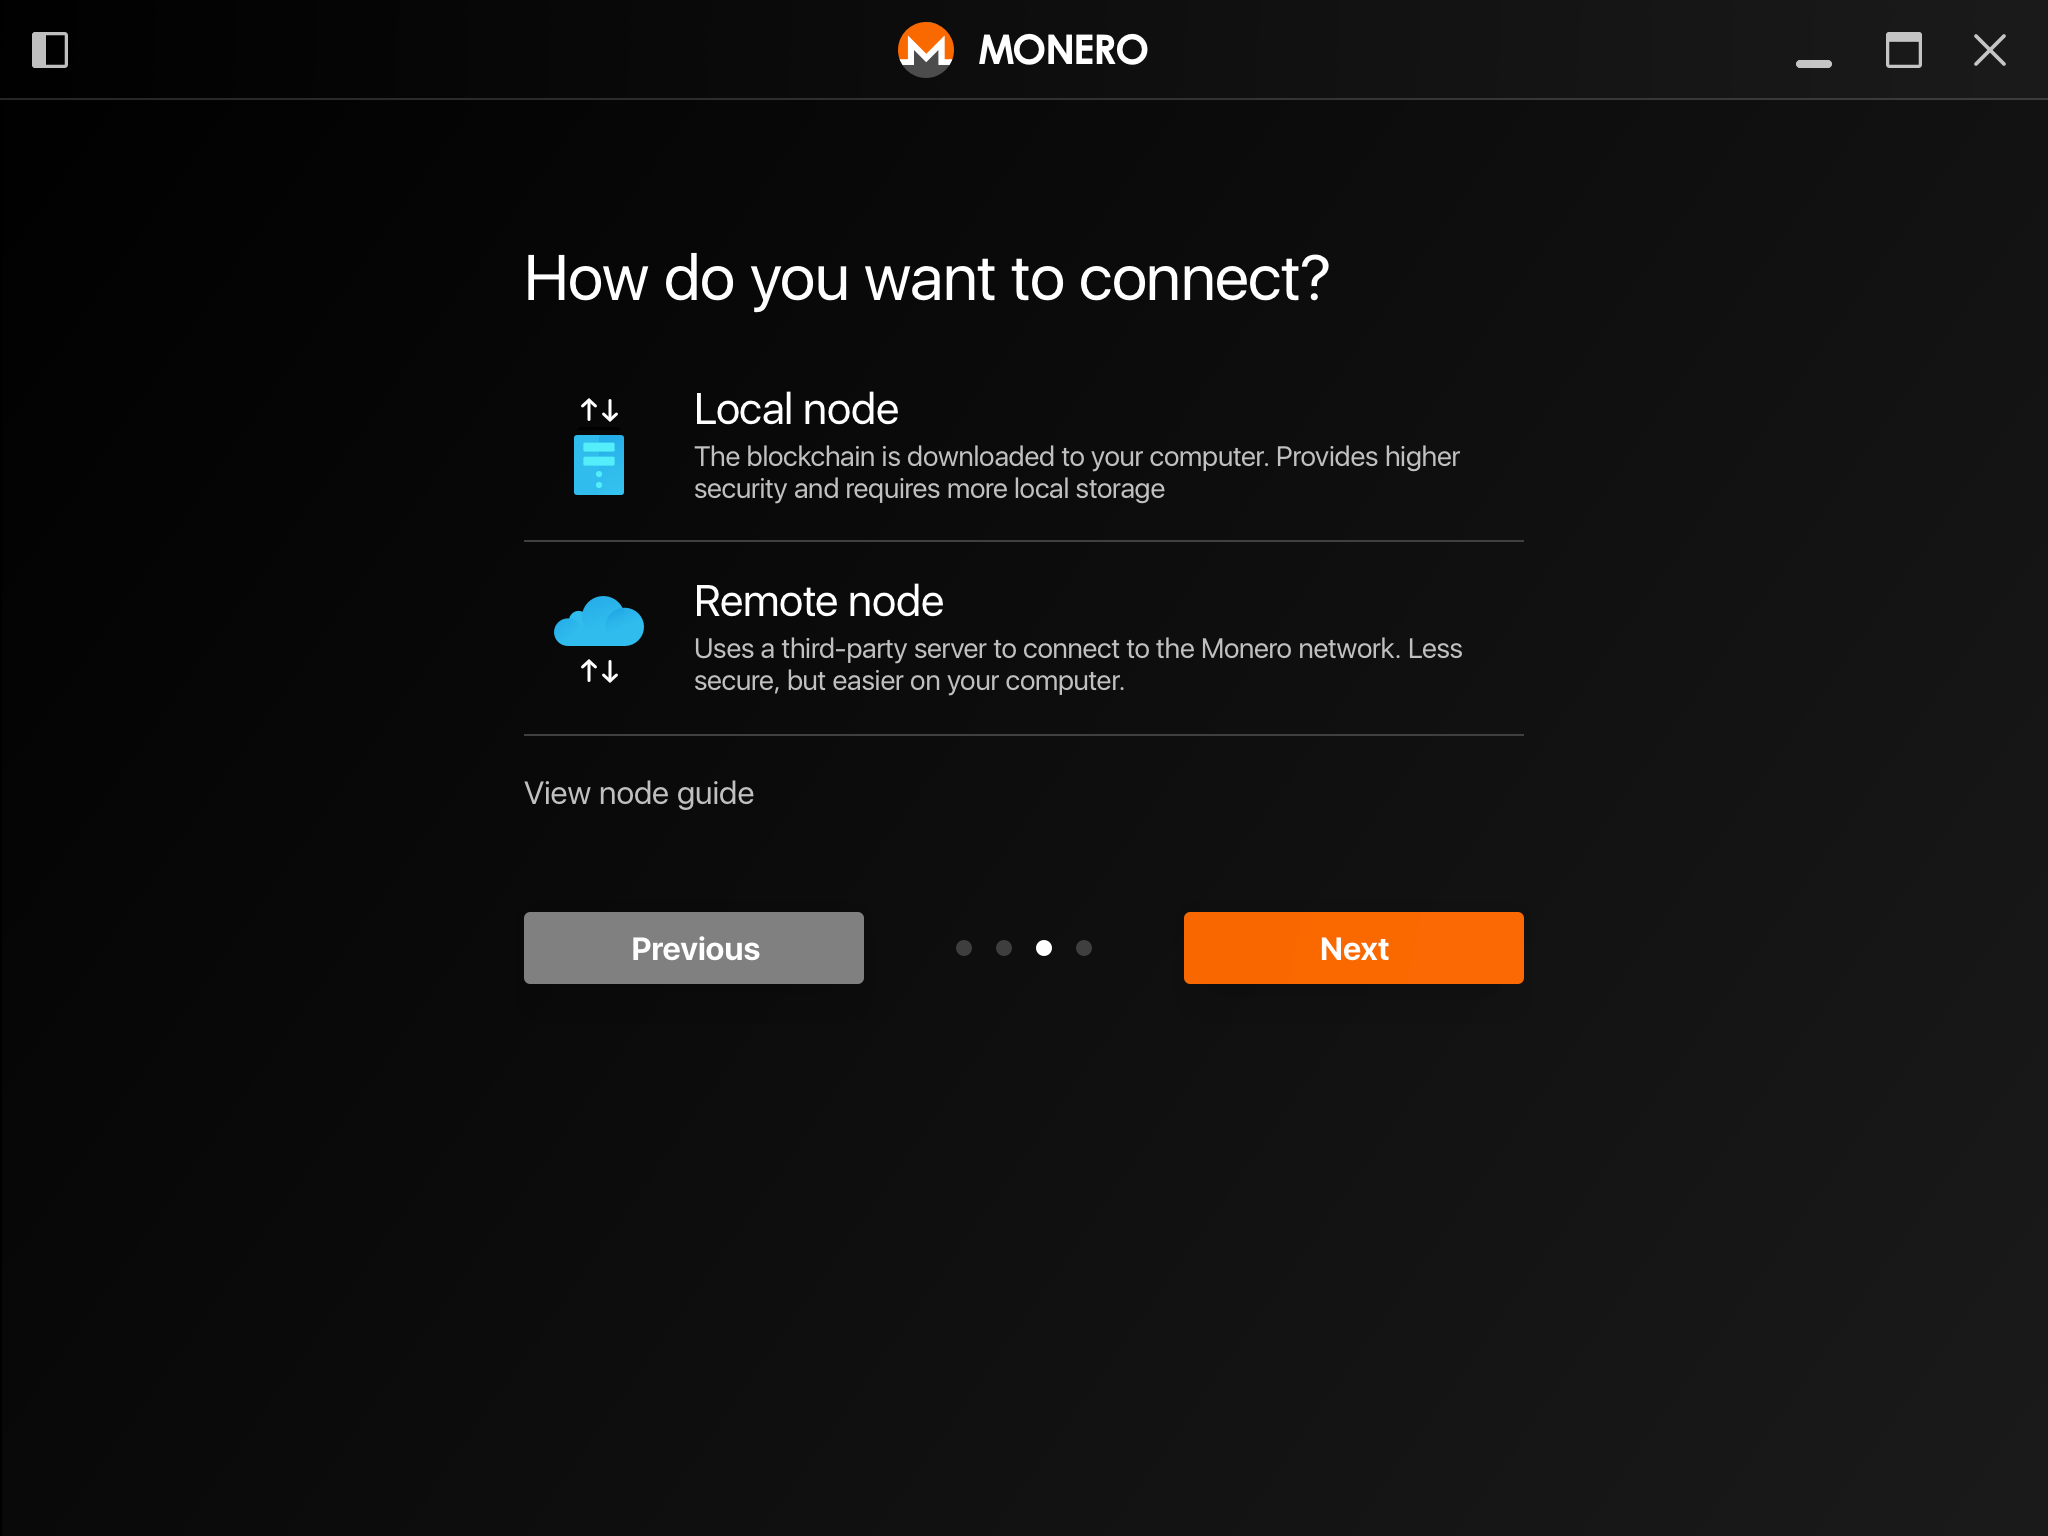 MONERO
How do you want to connect?
Local node
The blockchain is downloaded to your computer. Provides higher
security and requires more local storage
Remote node
Uses a third-party server to connect to the Monero network. Less
secure, but easier on your computer.
View node guide
Previous
Next